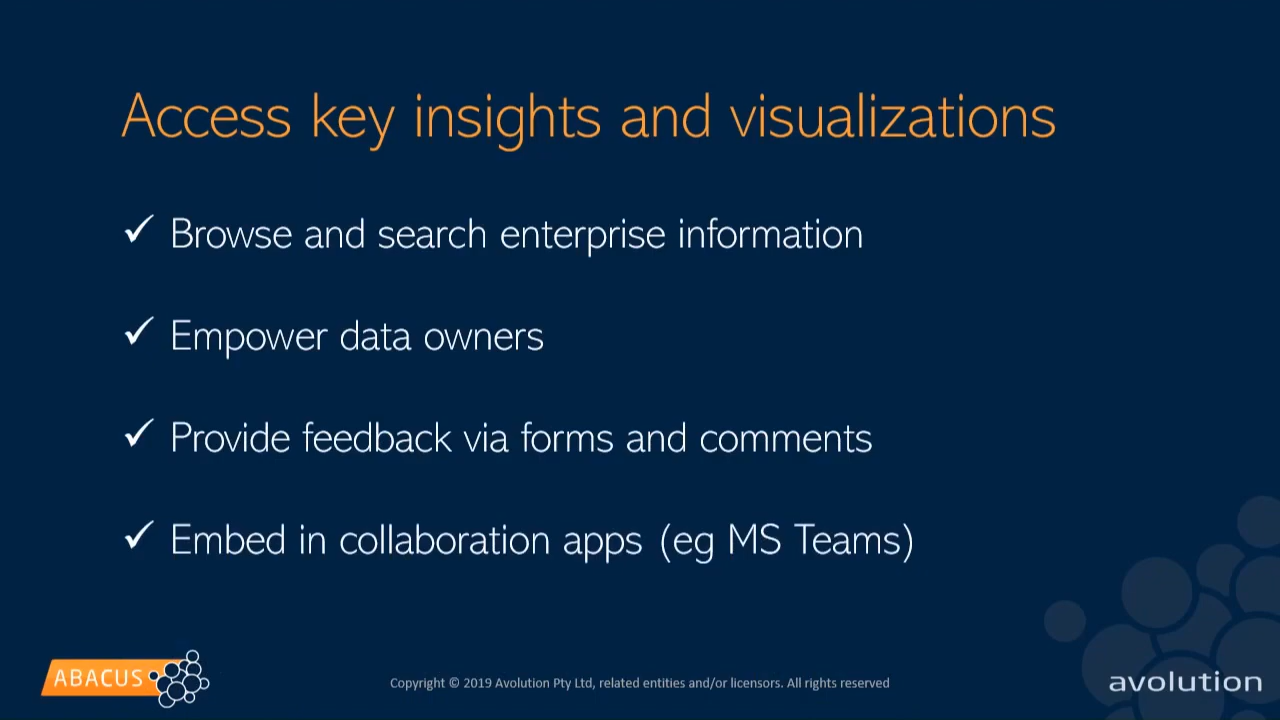 Access key insights and visualizations
✓ Browse and search enterprise information
✓ Empower data owners
✓ Provide feedback via forms and comments
✓ Embed in collaboration apps (eg MS Teams)
ABACUS
Copyright © 2019 Avolution Pty Ltd, related entities and/or licensors. All rights reserved
avolution